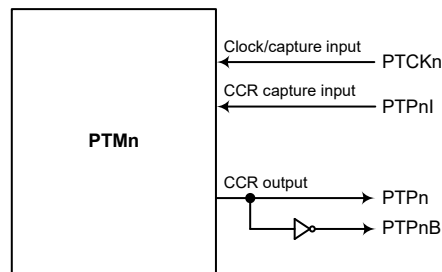 Clock/capture input
PTCKn
CCR capture input
PTPnI
PTMn
CCR output
PTPn
PTPnB